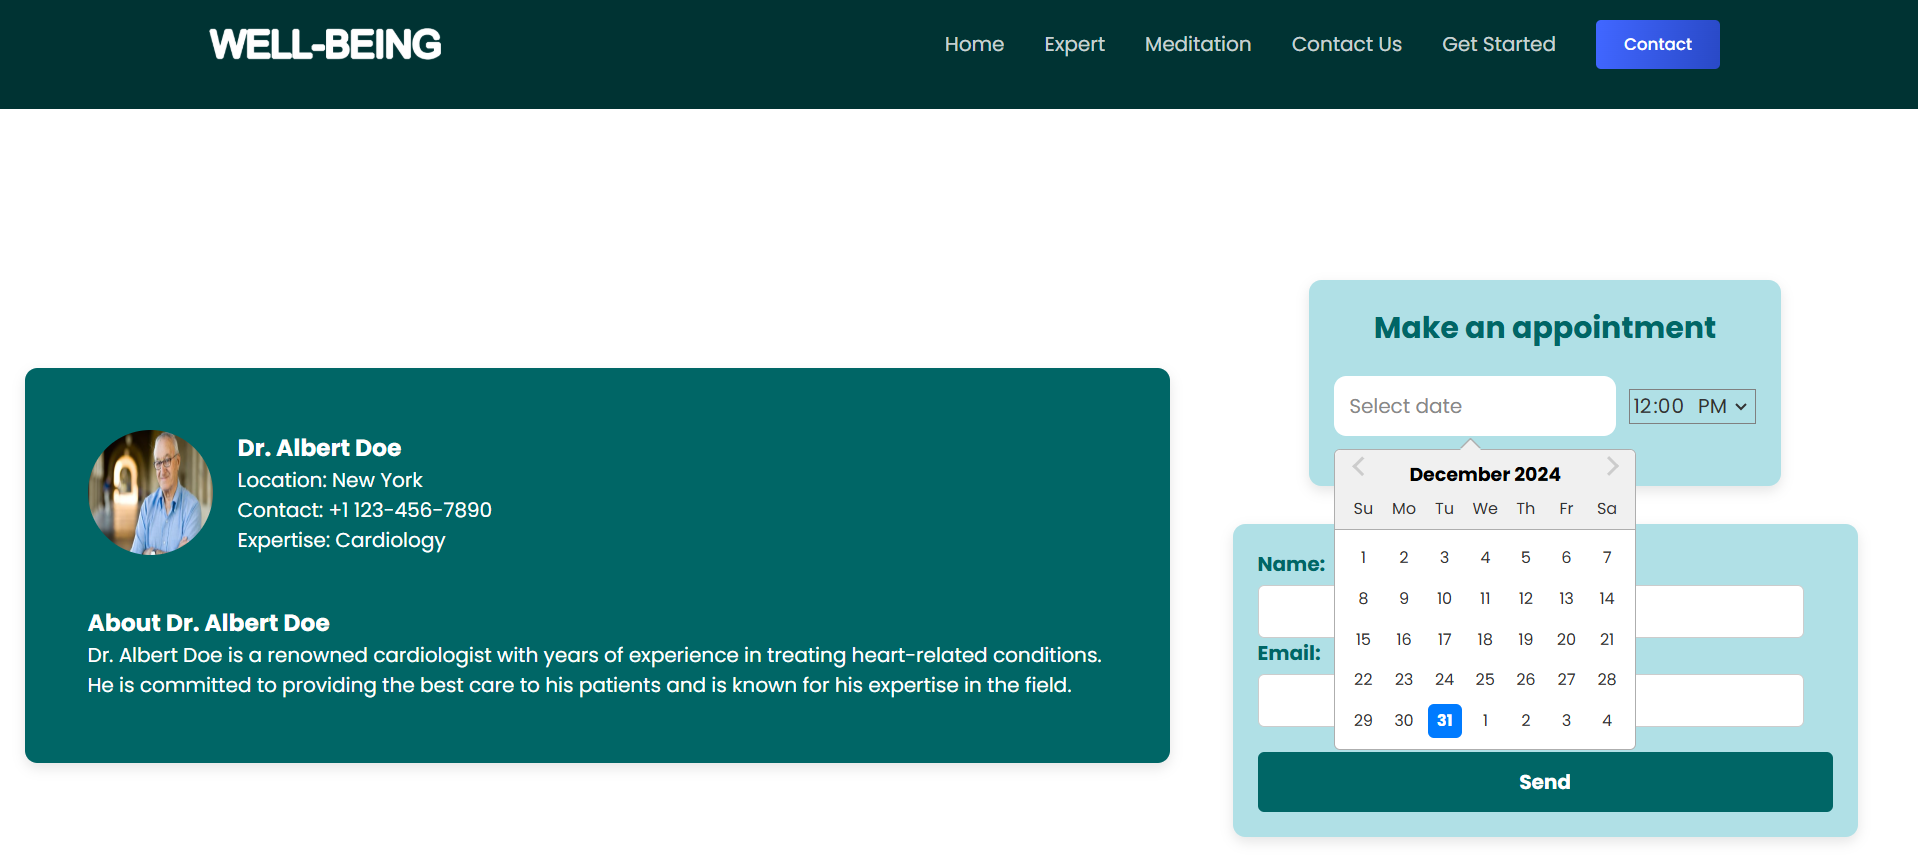 WELL-BEING
Home Expert Meditation Contact Us Get Started Contact
Dr. Albert Doe
Location: New York
Contact: +1 123-456-7890
Expertise: Cardiology
About Dr. Albert Doe
Dr. Albert Doe is a renowned cardiologist with years of experience in treating heart-related conditions.
He is committed to providing the best care to his patients and is known for his expertise in the field.
Make an appointment
Select date 12:00 PM
December 2024
Su Mo Tu We Th Fr Sa
1 2 3 4 5 6 7
8 9 10 11 12 13 14
15 16 17 18 19 20 21
22 23 24 25 26 27 28
29 30 31 1 2 3 4
Name:
Email:
Send